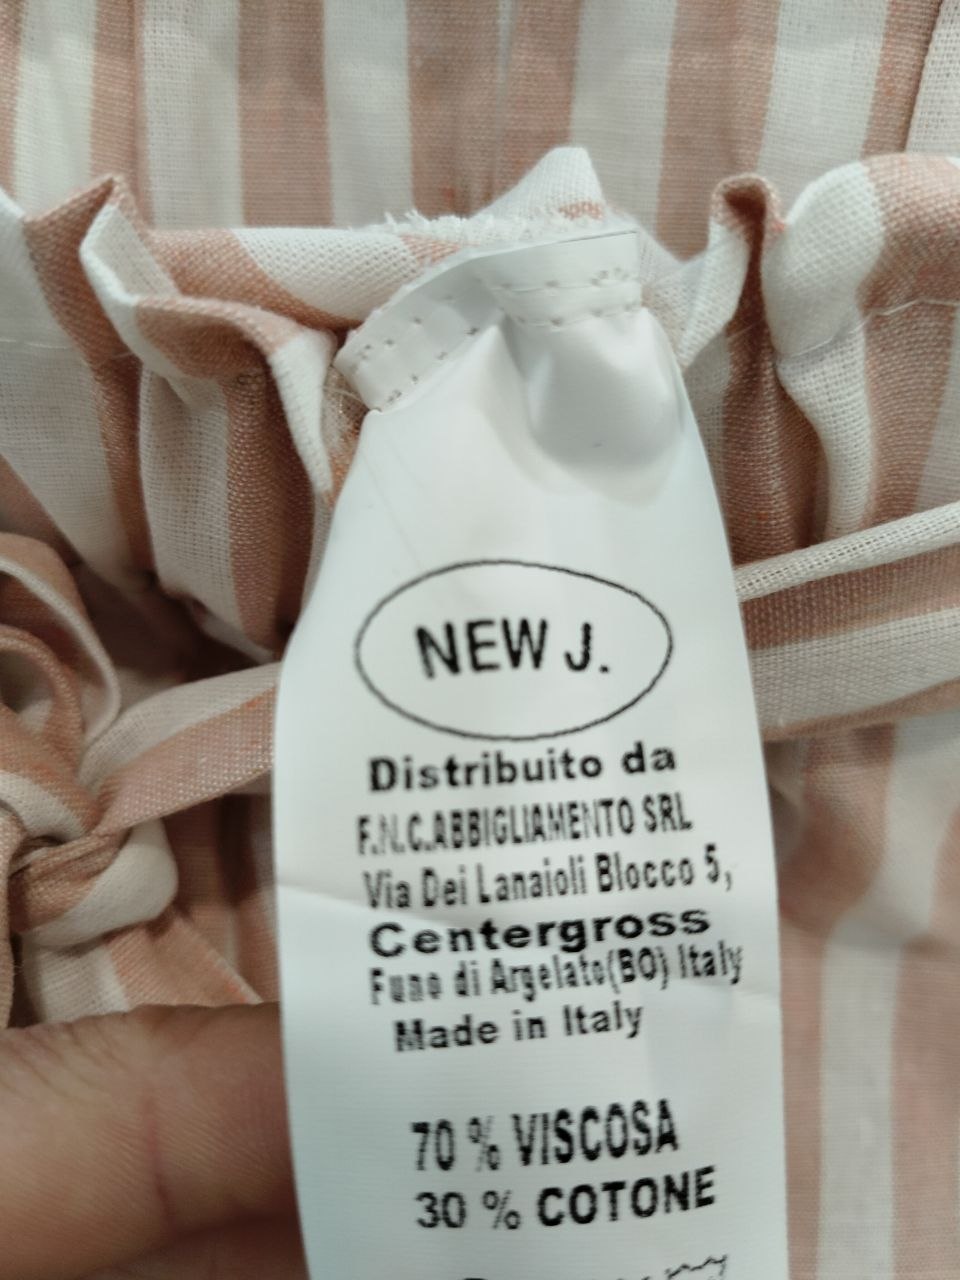 NEW J.
Distribuito da
F.N.C.ABBIGLIAMENTO SRL
Via Dei Lanaioli Blocco 5,
Centergross
Funo di Argelato(BO) Italy
Made in Italy
70 % VISCOSA
30 % COTONE